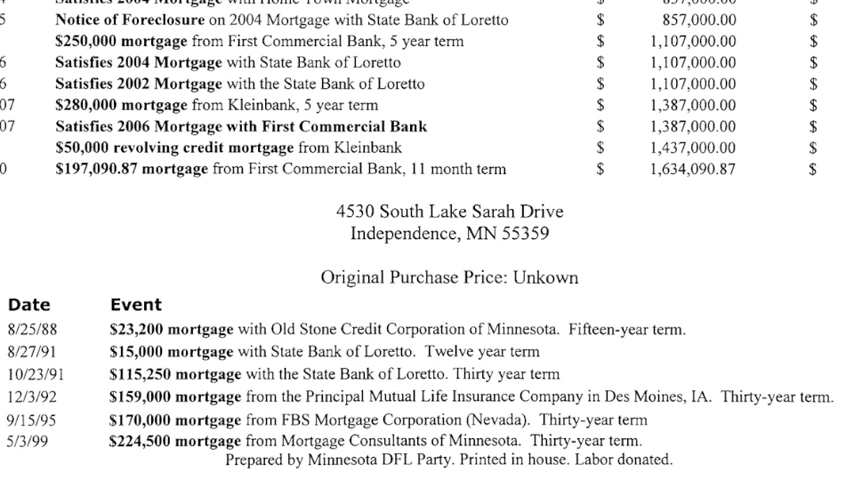 Satisfies 2004 Mortgage with Home Town Mortgage $ 857,000.00 $
5 Notice of Foreclosure on 2004 Mortgage with State Bank of Loretto $ 857,000.00 $
$250,000 mortgage from First Commercial Bank, 5 year term $ 1,107,000.00 $
6 Satisfies 2004 Mortgage with State Bank of Loretto $ 1,107,000.00 $
6 Satisfies 2002 Mortgage with the State Bank of Loretto $ 1,107,000.00 $
07 $280,000 mortgage from Kleinbank, 5 year term $ 1,387,000.00 $
07 Satisfies 2006 Mortgage with First Commercial Bank $ 1,387,000.00 $
$50,000 revolving credit mortgage from Kleinbank $ 1,437,000.00 $
0 $197,090.87 mortgage from First Commercial Bank, 11 month term $ 1,634,090.87 $
4530 South Lake Sarah Drive
Independence, MN 55359
Original Purchase Price: Unkown
Date Event
8/25/88 $23,200 mortgage with Old Stone Credit Corporation of Minnesota. Fifteen-year term.
8/27/91 $15,000 mortgage with State Bank of Loretto. Twelve year term
10/23/91 $115,250 mortgage with the State Bank of Loretto. Thirty year term
12/3/92 $159,000 mortgage from the Principal Mutual Life Insurance Company in Des Moines, IA. Thirty-year term.
9/15/95 $170,000 mortgage from FBS Mortgage Corporation (Nevada). Thirty-year term
5/3/99 $224,500 mortgage from Mortgage Consultants of Minnesota. Thirty-year term.
Prepared by Minnesota DFL Party. Printed in house. Labor donated.